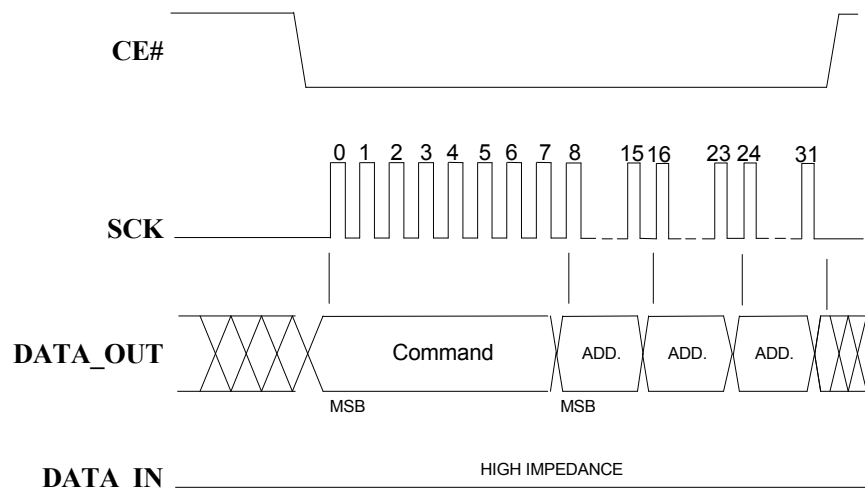 CE#
0 1 2 3 4 5 6 7 8 15 16 23 24 31
SCK
DATA_OUT
Command ADD. ADD. ADD.
MSB MSB
HIGH IMPEDANCE
DATA_IN